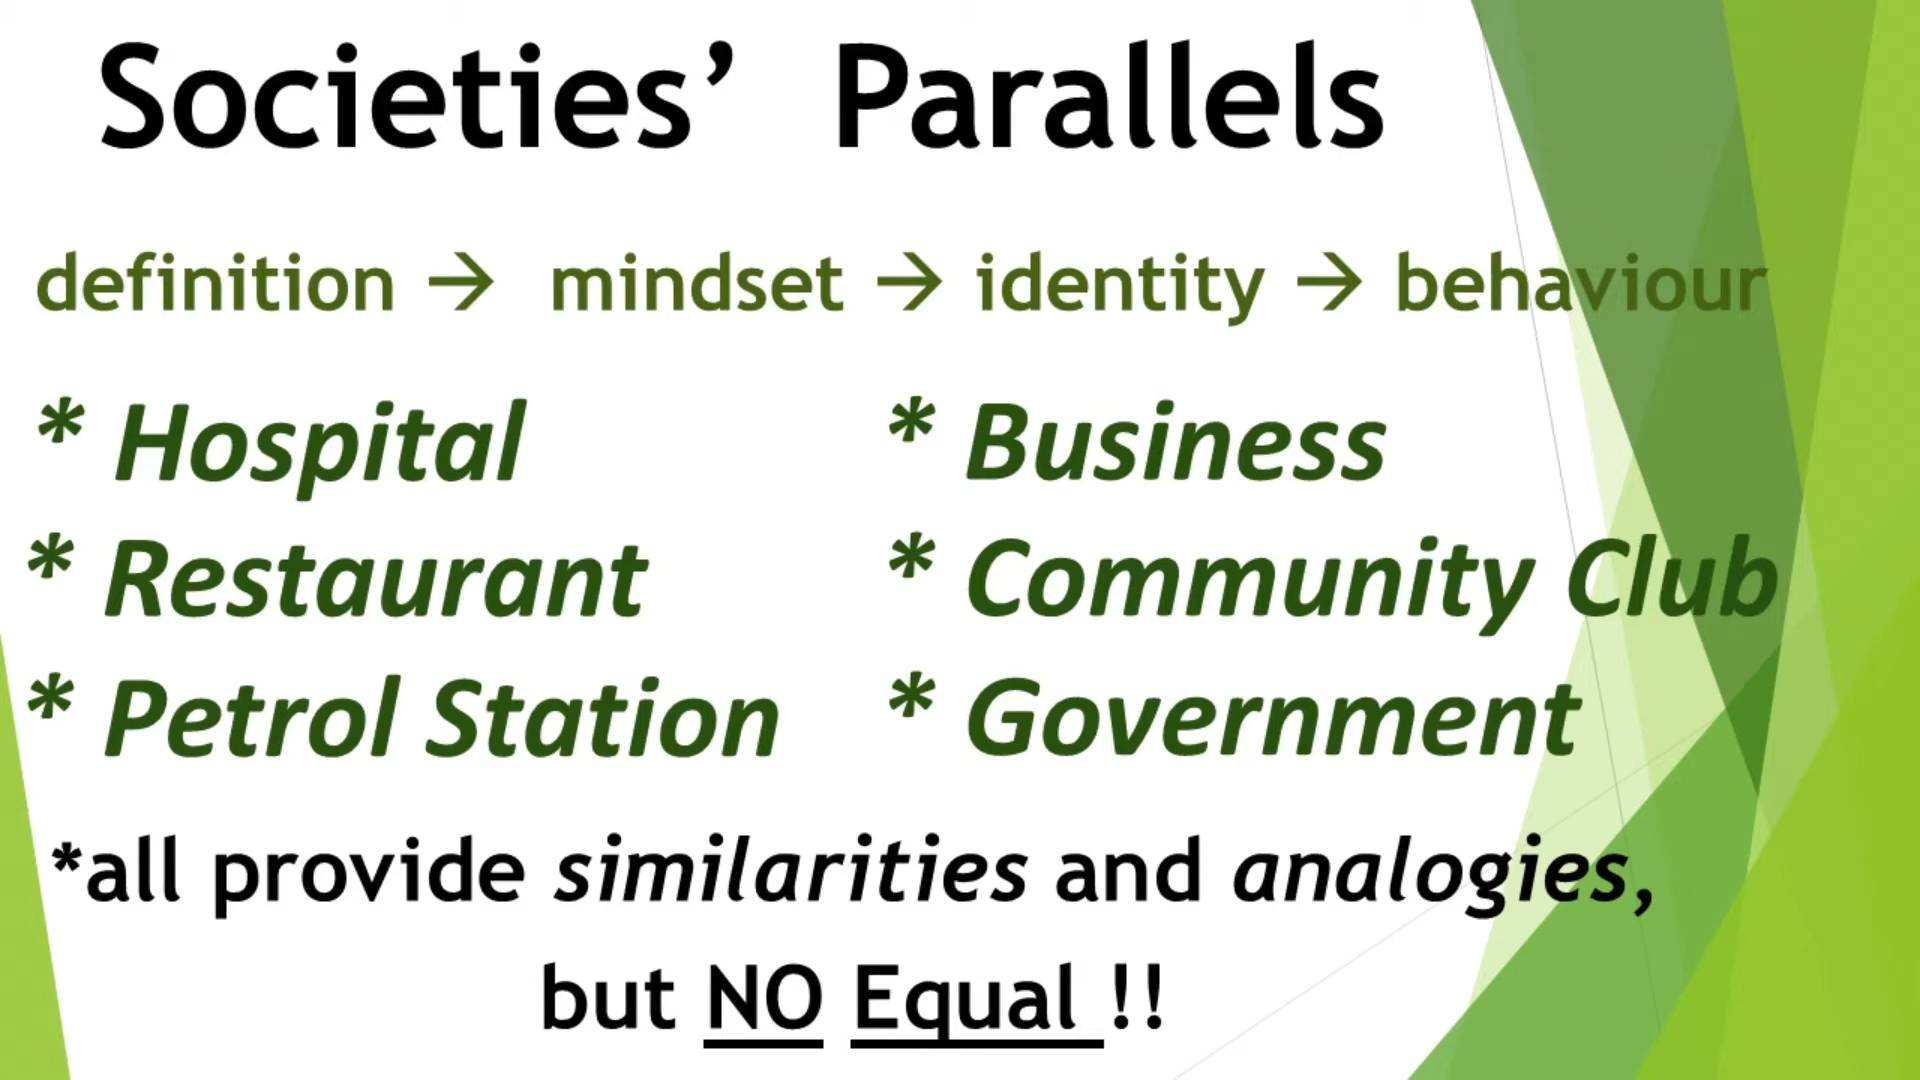 Societies’ Parallels
definition → mindset → identity → behaviour
* Hospital
* Business
* Restaurant
* Community Club
* Petrol Station
* Government
*all provide similarities and analogies,
but NO Equal !!